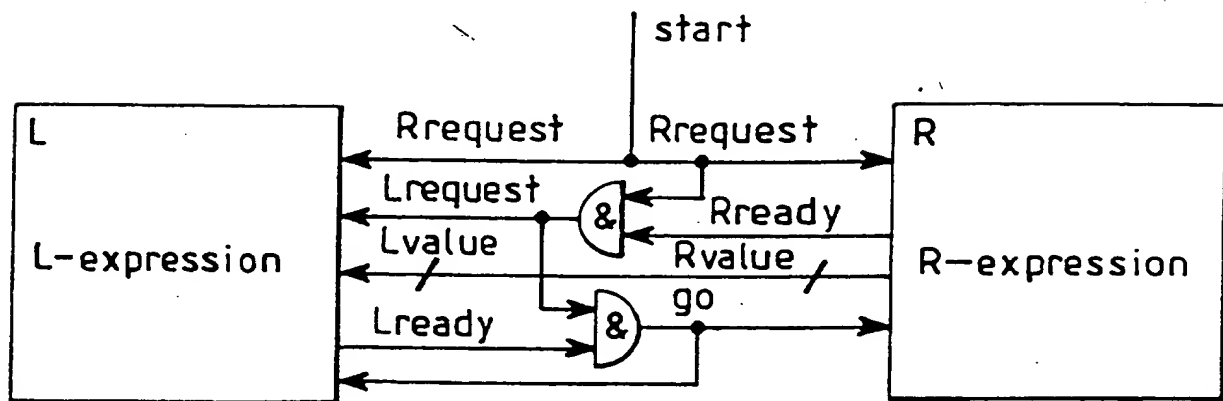 start
L
Rrequest
Rrequest
R
Lrequest
&
Rready
Lvalue
Rvalue
L-expression
R-expression
go
Lready
&